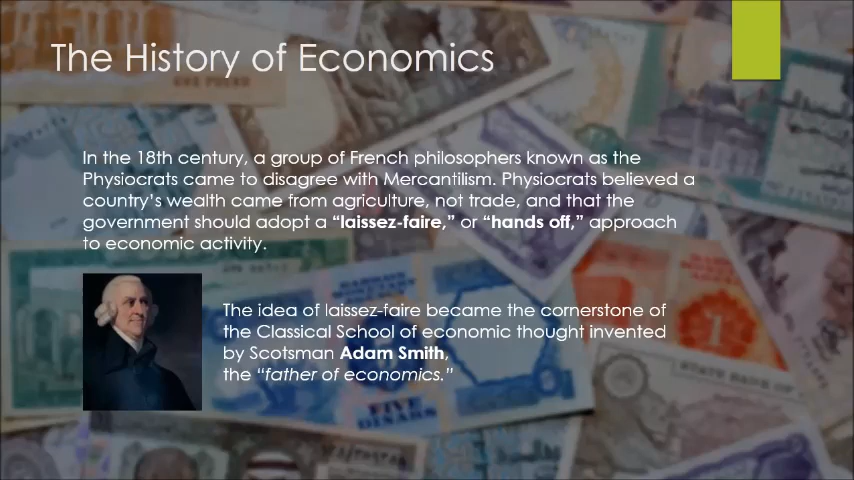 The History of Economics
In the 18th century, a group of French philosophers known as the
Physiocrats came to disagree with Mercantilism. Physiocrats believed a
country’s wealth came from agriculture, not trade, and that the
government should adopt a “laissez-faire,” or “hands off,” approach
to economic activity.
The idea of laissez-faire became the cornerstone of
the Classical School of economic thought invented
by Scotsman Adam Smith,
the “father of economics.”
FIVE
DINARS